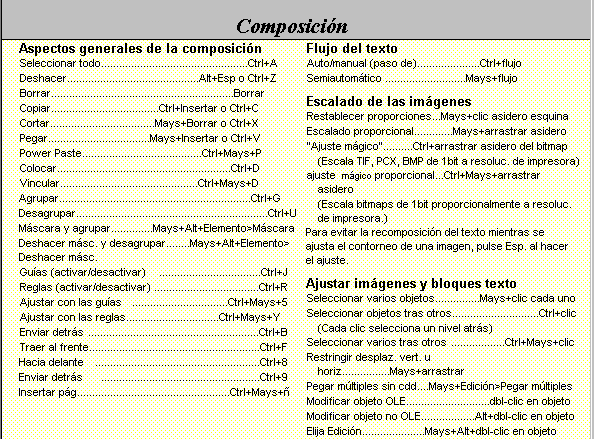 Composición
Aspectos generales de la composición
Seleccionar todo................................................Ctrl+A
Deshacer...........................................Alt+Esp o Ctrl+Z
Borrar...........................................................Borrar
Copiar...................................Ctrl+Insertar o Ctrl+C
Cortar..................................Mays+Borrar o Ctrl+X
Pegar.................................Mays+Insertar o Ctrl+V
Power Paste.......................................Ctrl+Mays+P
Colocar......................................................Ctrl+D
Vincular..............................................Ctrl+Mays+D
Agrupar......................................................Ctrl+G
Desagrupar................................................Ctrl+U
Máscara y agrupar.............Mays+Alt+Elemento>Máscara
Deshacer másc. y desagrupar........Mays+Alt+Elemento>
Deshacer másc.
Guías (activar/desactivar) .................................Ctrl+J
Reglas (activar/desactivar) ...................................Ctrl+R
Ajustar con las guías ...............................Ctrl+Mays+5
Ajustar con las reglas..............................Ctrl+Mays+Y
Enviar detrás ........................................................Ctrl+B
Traer al frente........................................................Ctrl+F
Hacia delante ......................................................Ctrl+8
Enviar detrás .....................................................Ctrl+9
Insertar pág..................................................Ctrl+Mays+ñ
Flujo del texto
Auto/manual (paso de)....................Ctrl+flujo
Semiautomático ..........................Mays+flujo
Escalado de las imágenes
Restablecer proporciones...Mays+clic asidero esquina
Escalado proporcional............Mays+arrastrar asidero
"Ajuste mágico"..........Ctrl+arrastrar asidero del bitmap
(Escala TIF, PCX, BMP de 1bit a resoluc. de impresora)
ajuste mágico proporcional...Ctrl+Mays+arrastrar
asidero
(Escala bitmaps de 1bit proporcionalmente a resoluc.
de impresora.)
Para evitar la recomposición del texto mientras se
ajusta el contorneo de una imagen, pulse Esp. al hacer
el ajuste.
Ajustar imágenes y bloques texto
Seleccionar varios objetos..............Mays+clic cada uno
Seleccionar objetos tras otros............................Ctrl+clic
(Cada clic selecciona un nivel atrás)
Seleccionar varios tras otros .................Ctrl+Mays+clic
Restringir desplaz. vert. u
horiz...............Mays+arrastrar
Pegar múltiples sin cdd....Mays+Edición>Pegar múltiples
Modificar objeto OLE...........................dbl-clic en objeto
Modificar objeto no OLE.................Alt+dbl-clic en objeto
Elija Edición....................Mays+Alt+dbl-clic en objeto